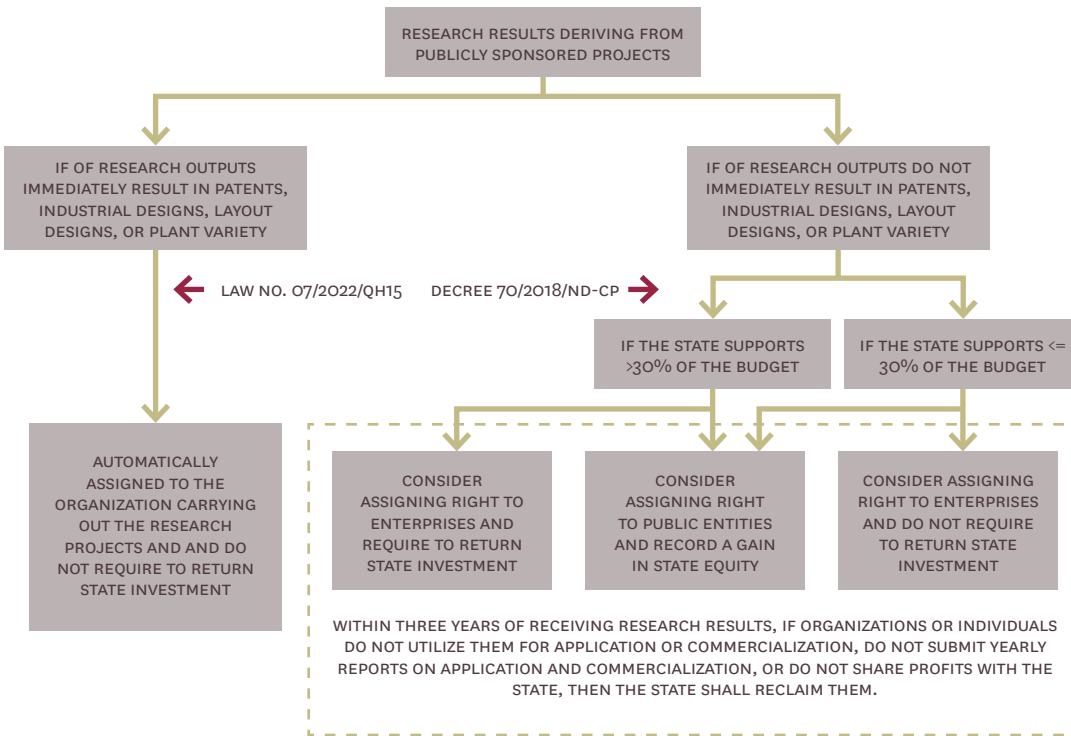 RESEARCH RESULTS DERIVING FROM
PUBLICLY SPONSORED PROJECTS
IF OF RESEARCH OUTPUTS
IMMEDIATELY RESULT IN PATENTS,
INDUSTRIAL DESIGNS, LAYOUT
DESIGNS, OR PLANT VARIETY
IF OF RESEARCH OUTPUTS DO NOT
IMMEDIATELY RESULT IN PATENTS,
INDUSTRIAL DESIGNS, LAYOUT
DESIGNS, OR PLANT VARIETY
LAW NO. 07/2022/QH15
DECREE 70/2018/ND-CP
IF THE STATE SUPPORTS
>30% OF THE BUDGET
IF THE STATE SUPPORTS <=
30% OF THE BUDGET
AUTOMATICALLY
ASSIGNED TO THE
ORGANIZATION CARRYING
OUT THE RESEARCH
PROJECTS AND AND DO
NOT REQUIRE TO RETURN
STATE INVESTMENT
CONSIDER
ASSIGNING RIGHT TO
ENTERPRISES AND
REQUIRE TO RETURN
STATE INVESTMENT
CONSIDER
ASSIGNING RIGHT
TO PUBLIC ENTITIES
AND RECORD A GAIN
IN STATE EQUITY
CONSIDER ASSIGNING
RIGHT TO ENTERPRISES
AND DO NOT REQUIRE
TO RETURN STATE
INVESTMENT
WITHIN THREE YEARS OF RECEIVING RESEARCH RESULTS, IF ORGANIZATIONS OR INDIVIDUALS
DO NOT UTILIZE THEM FOR APPLICATION OR COMMERCIALIZATION, DO NOT SUBMIT YEARLY
REPORTS ON APPLICATION AND COMMERCIALIZATION, OR DO NOT SHARE PROFITS WITH THE
STATE, THEN THE STATE SHALL RECLAIM THEM.